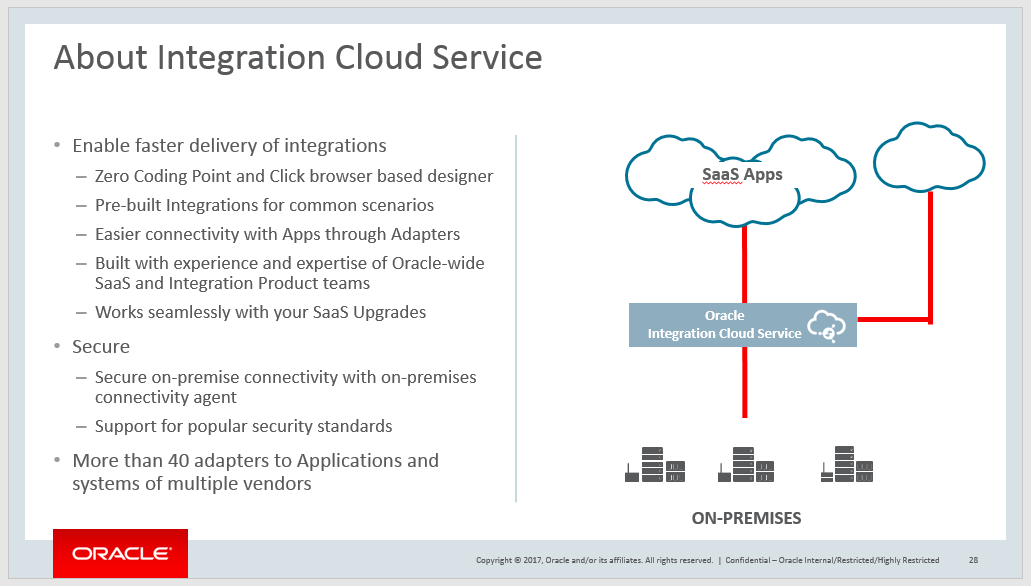 About Integration Cloud Service
• Enable faster delivery of integrations
– Zero Coding Point and Click browser based designer
– Pre-built Integrations for common scenarios
– Easier connectivity with Apps through Adapters
– Built with experience and expertise of Oracle-wide
SaaS and Integration Product teams
– Works seamlessly with your SaaS Upgrades
• Secure
– Secure on-premise connectivity with on-premises
connectivity agent
– Support for popular security standards
• More than 40 adapters to Applications and
systems of multiple vendors
SaaS Apps
Oracle
Integration Cloud Service
ON-PREMISES
ORACLE®
Copyright © 2017, Oracle and/or its affiliates. All rights reserved. | Confidential – Oracle Internal/Restricted/Highly Restricted
28